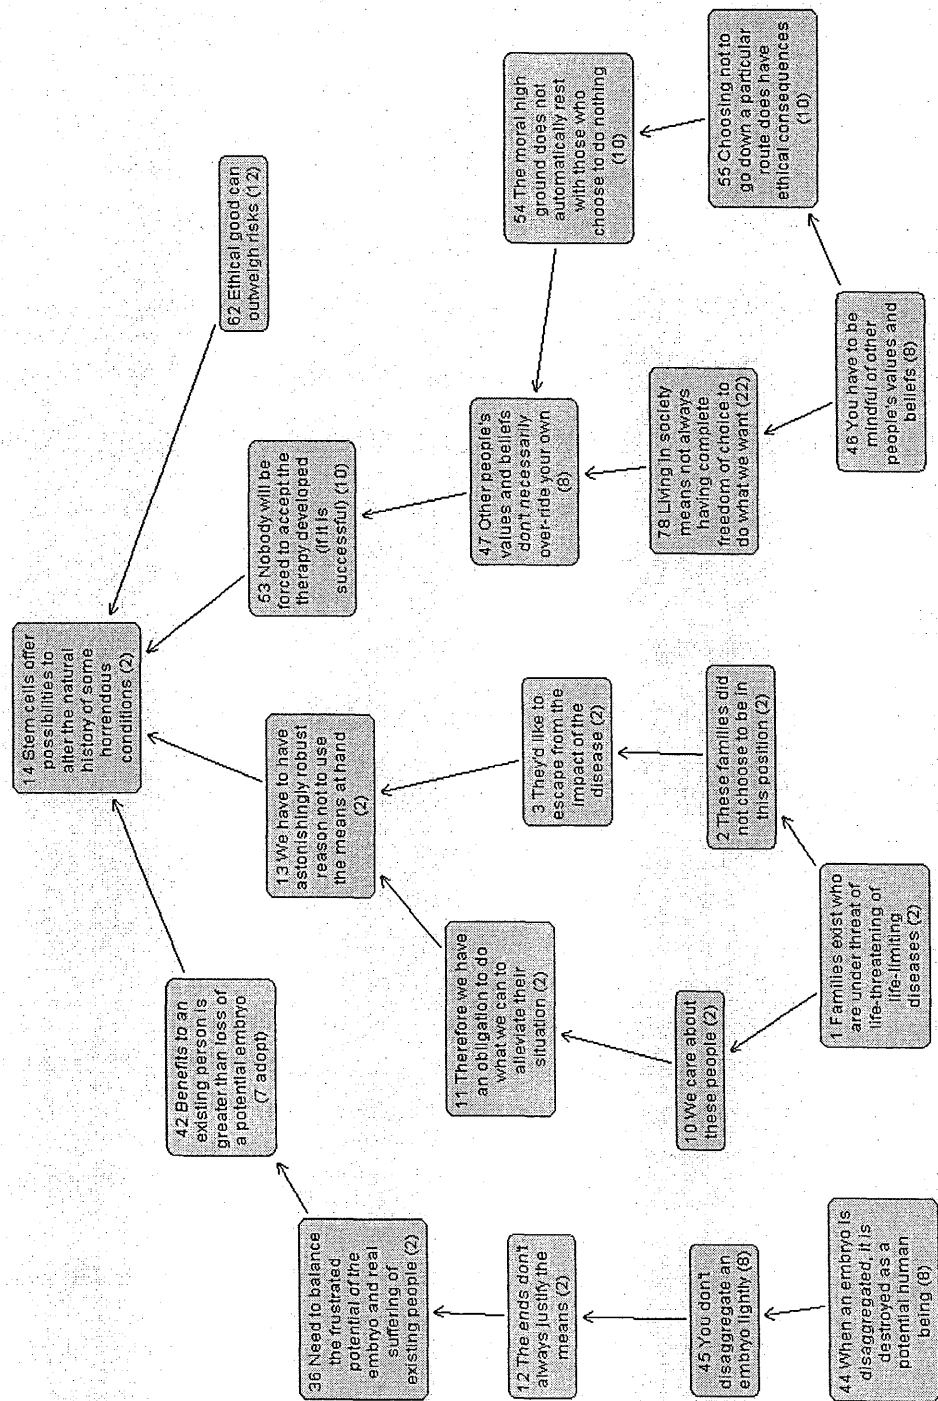 14 Stem cells offer
possibilities to
alter the natural
history of some
horrendous
conditions (2)
62 Ethical good can
outweigh risks (12)
42 Benefits to an
existing person is
greater than loss of
a potential embryo
(7 adopt)
13 We have to have
astonishingly robust
reason not to use
the means at hand
(2)
53 Nobody will be
forced to accept the
therapy developed
(if it is
successful) (10)
36 Need to balance
the frustrated
potential of the
embryo and real
suffering of
existing people (2)
11 Therefore we have
an obligation to do
what we can to
alleviate their
situation (2)
3 They'd like to
escape from the
impact of the
disease (2)
47 Other people's
values and beliefs
don't necessarily
over-ride your own
(8)
54 The moral high
ground does not
automatically rest
with those who
choose to do nothing
(10)
12 The ends don't
always justify the
means (2)
10 We care about
these people (2)
2 These families did
not choose to be in
this position (2)
78 Living in society
means not always
having complete
freedom of choice to
do what we want (22)
55 Choosing not to
go down a particular
route does have
ethical consequences
(10)
45 You don't
disaggregate an
embryo lightly (8)
44 When an embryo is
disaggregated, it is
destroyed as a
potential human
being (8)
1 Families exist who
are under threat of
life-threatening of
life-limiting
diseases (2)
46 You have to be
mindful of other
people's values and
beliefs (8)